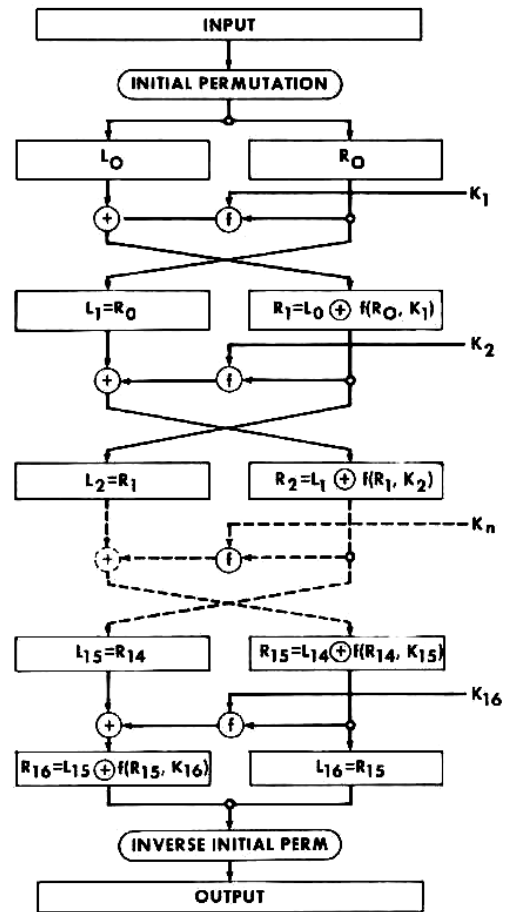 INPUT
INITIAL PERMUTATION
L₀ R₀
K₁
+ f
L₁=R₀ R₁=L₀ ⊕ f(R₀, K₁)
K₂
+ f
L₂=R₁ R₂=L₁ ⊕ f(R₁, K₂)
Kₙ
+ f
L₁₅=R₁₄ R₁₅=L₁₄⊕f(R₁₄, K₁₅)
K₁₆
+ f
R₁₆=L₁₅⊕f(R₁₅, K₁₆) L₁₆=R₁₅
INVERSE INITIAL PERM
OUTPUT